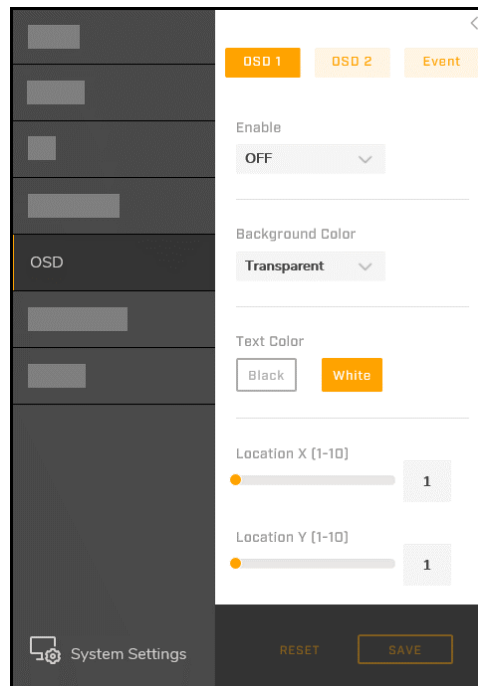 OSD 1 OSD 2 Event
Enable
OFF
OSD
Background Color
Transparent
Text Color
Black White
Location X (1-10)
1
Location Y (1-10)
1
System Settings
RESET SAVE